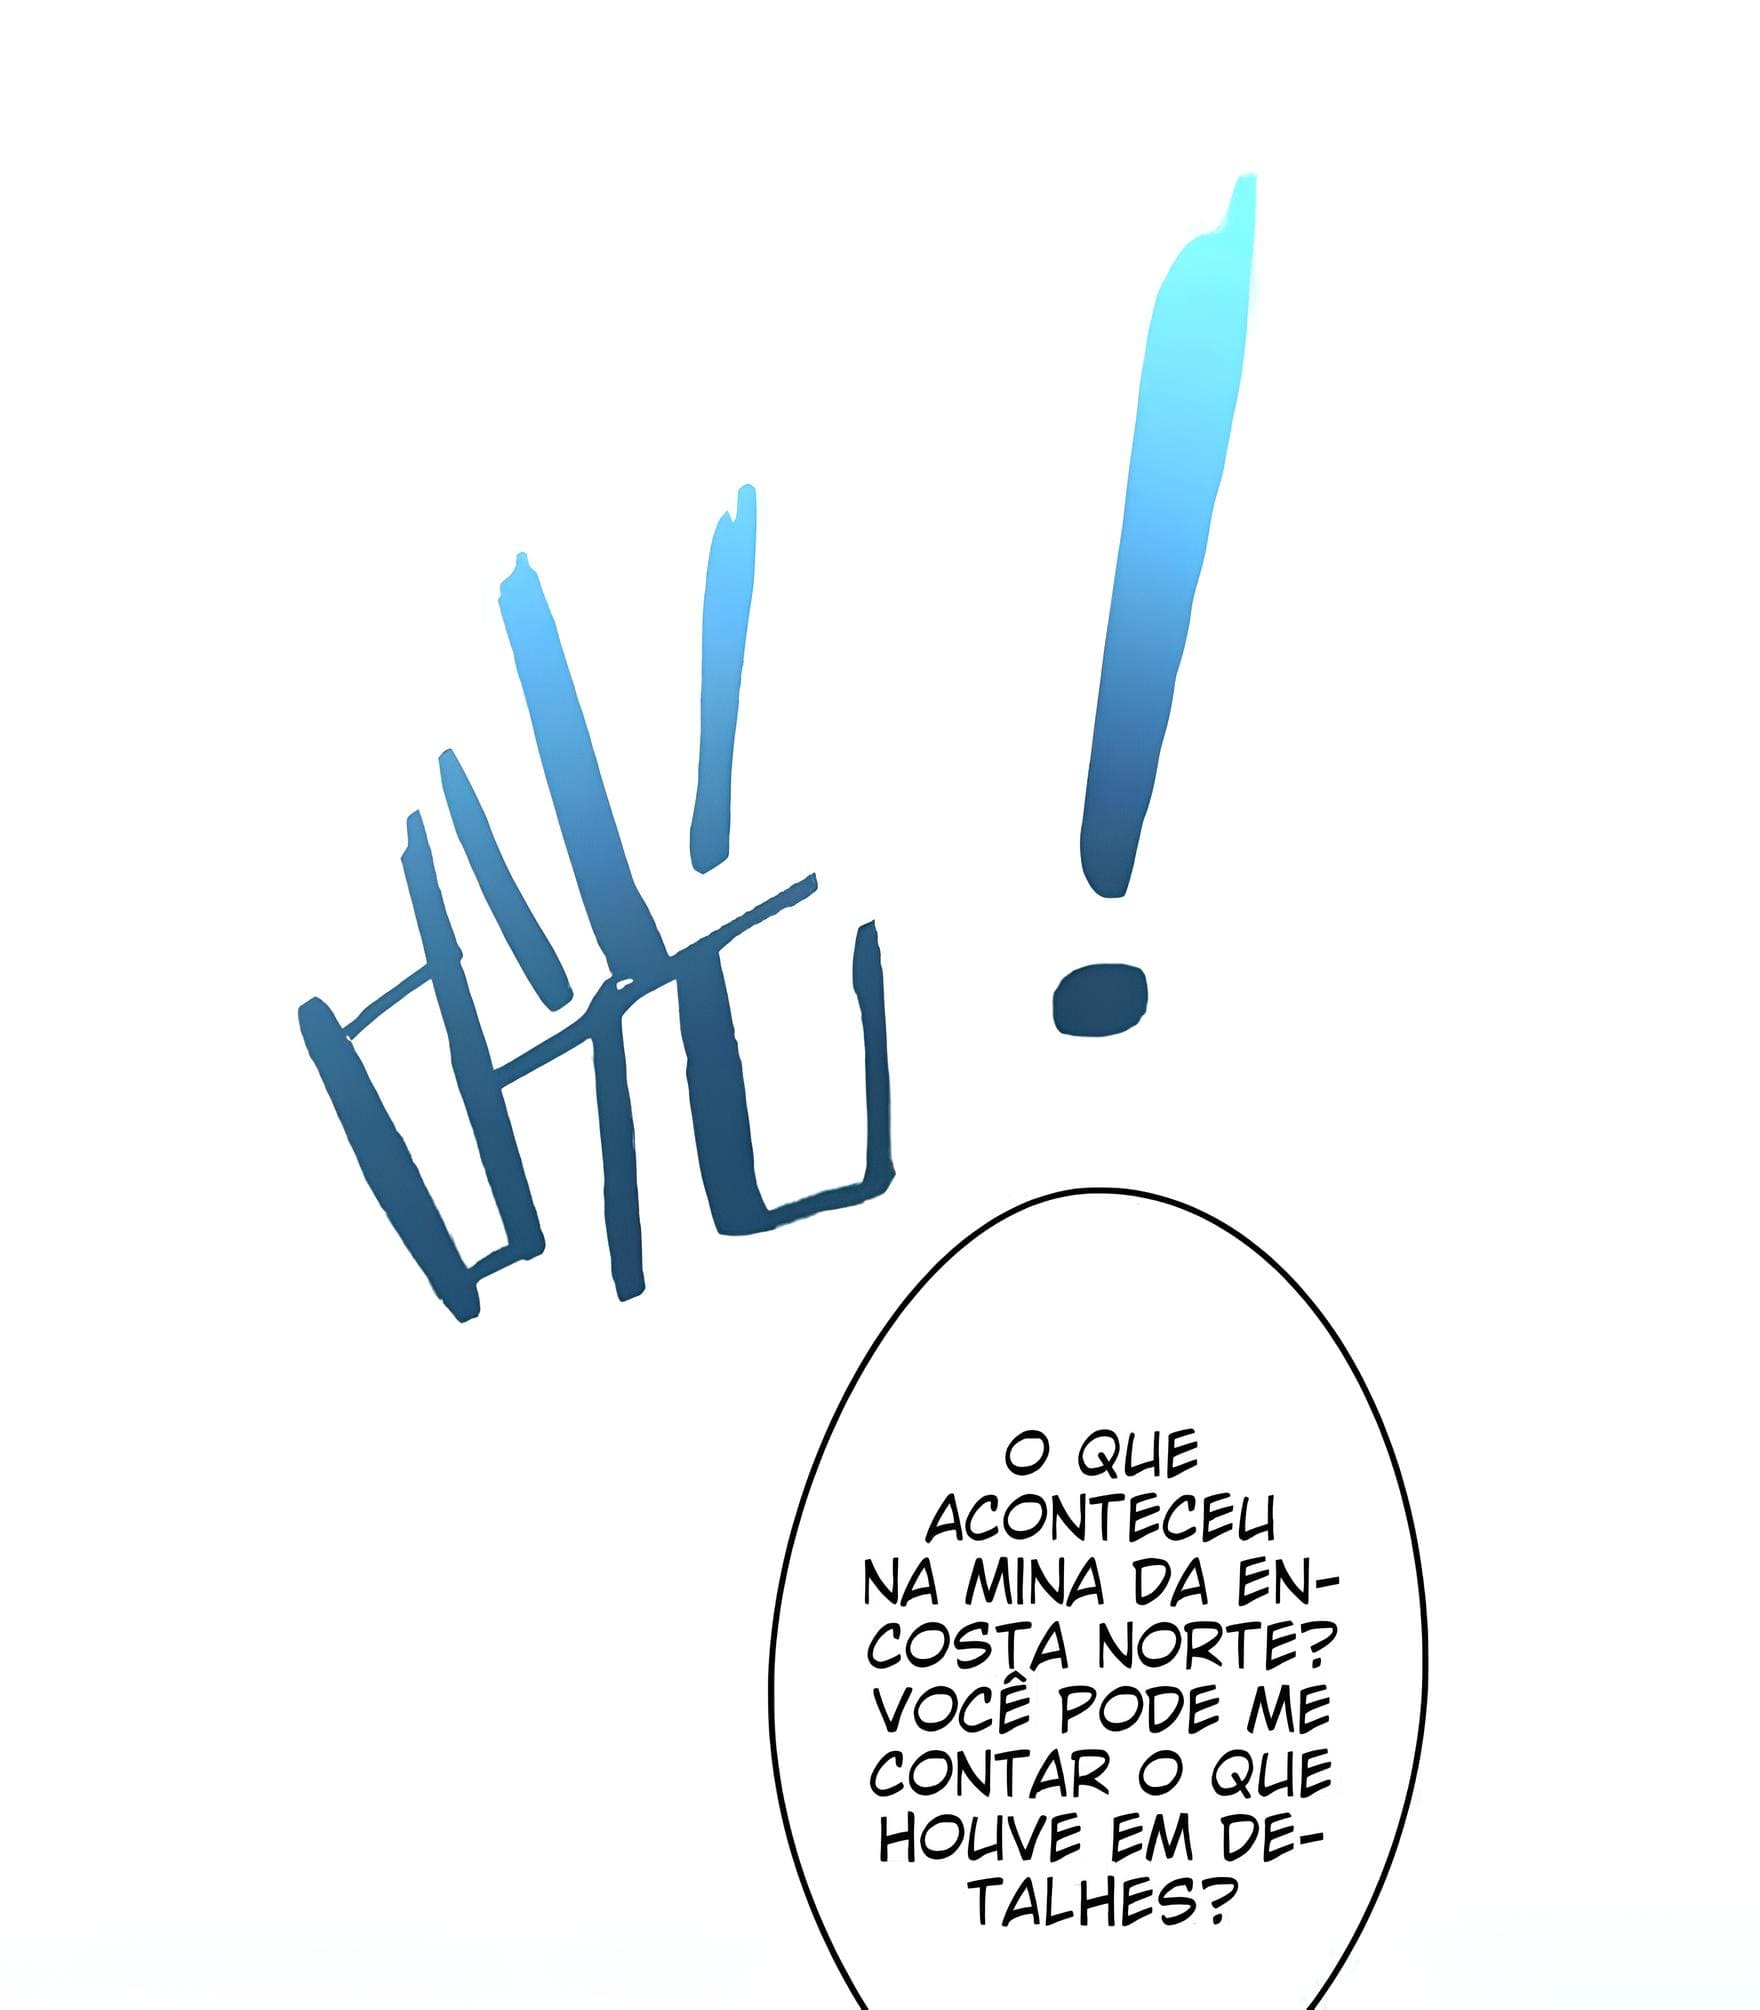 O QUE
ACONTECEU
NA MINA DA EN-
COSTA NORTE?
VOCÊ PODE ME
CONTAR O QUE
HOUVE EM DE-
TALHES?